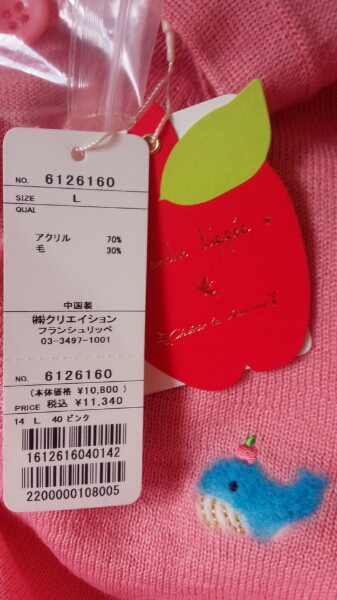 NO. 6126160
SIZE L
QUAL
アクリル 70%
毛 30%
中国製
㈱クリエイション
フランシュリッペ
03-3497-1001
NO. 6126160
(本体価格 ¥10,800)
PRICE 税込 ¥11,340
14 L 40 ピンク
1612616040142
2200000108005
lippée
&